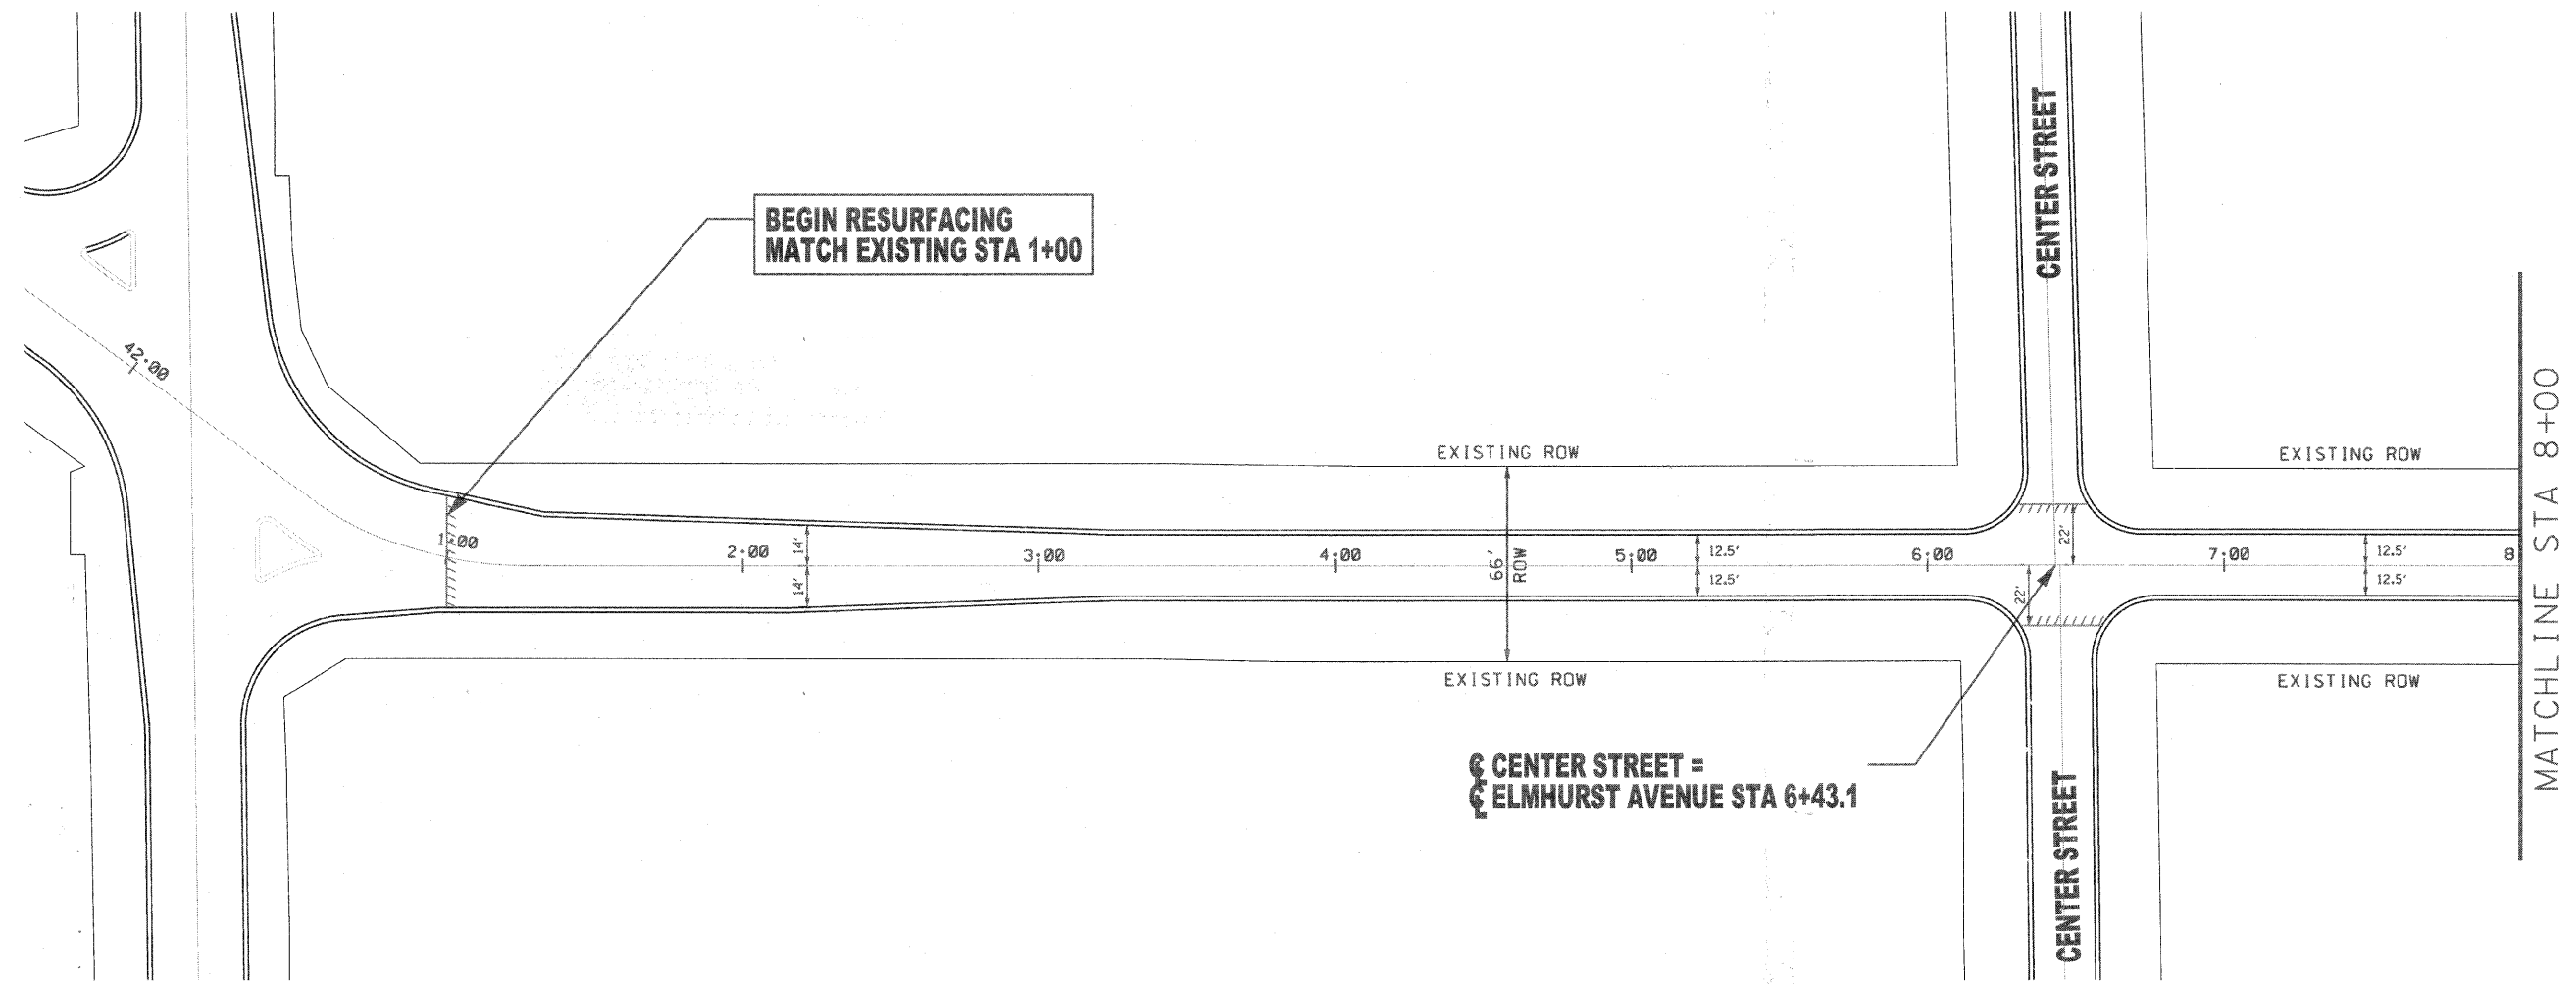 CENTER STREET
BEGIN RESURFACING
MATCH EXISTING STA 1+00
42+00
EXISTING ROW
EXISTING ROW
MATCHLINE STA 8+00
1+00
2+00
14'
14'
3+00
4+00
66'
ROW
5+00
12.5'
12.5'
6+00
22'
22'
7+00
12.5'
12.5'
8
EXISTING ROW
EXISTING ROW
℄ CENTER STREET =
℄ ELMHURST AVENUE STA 6+43.1
CENTER STREET